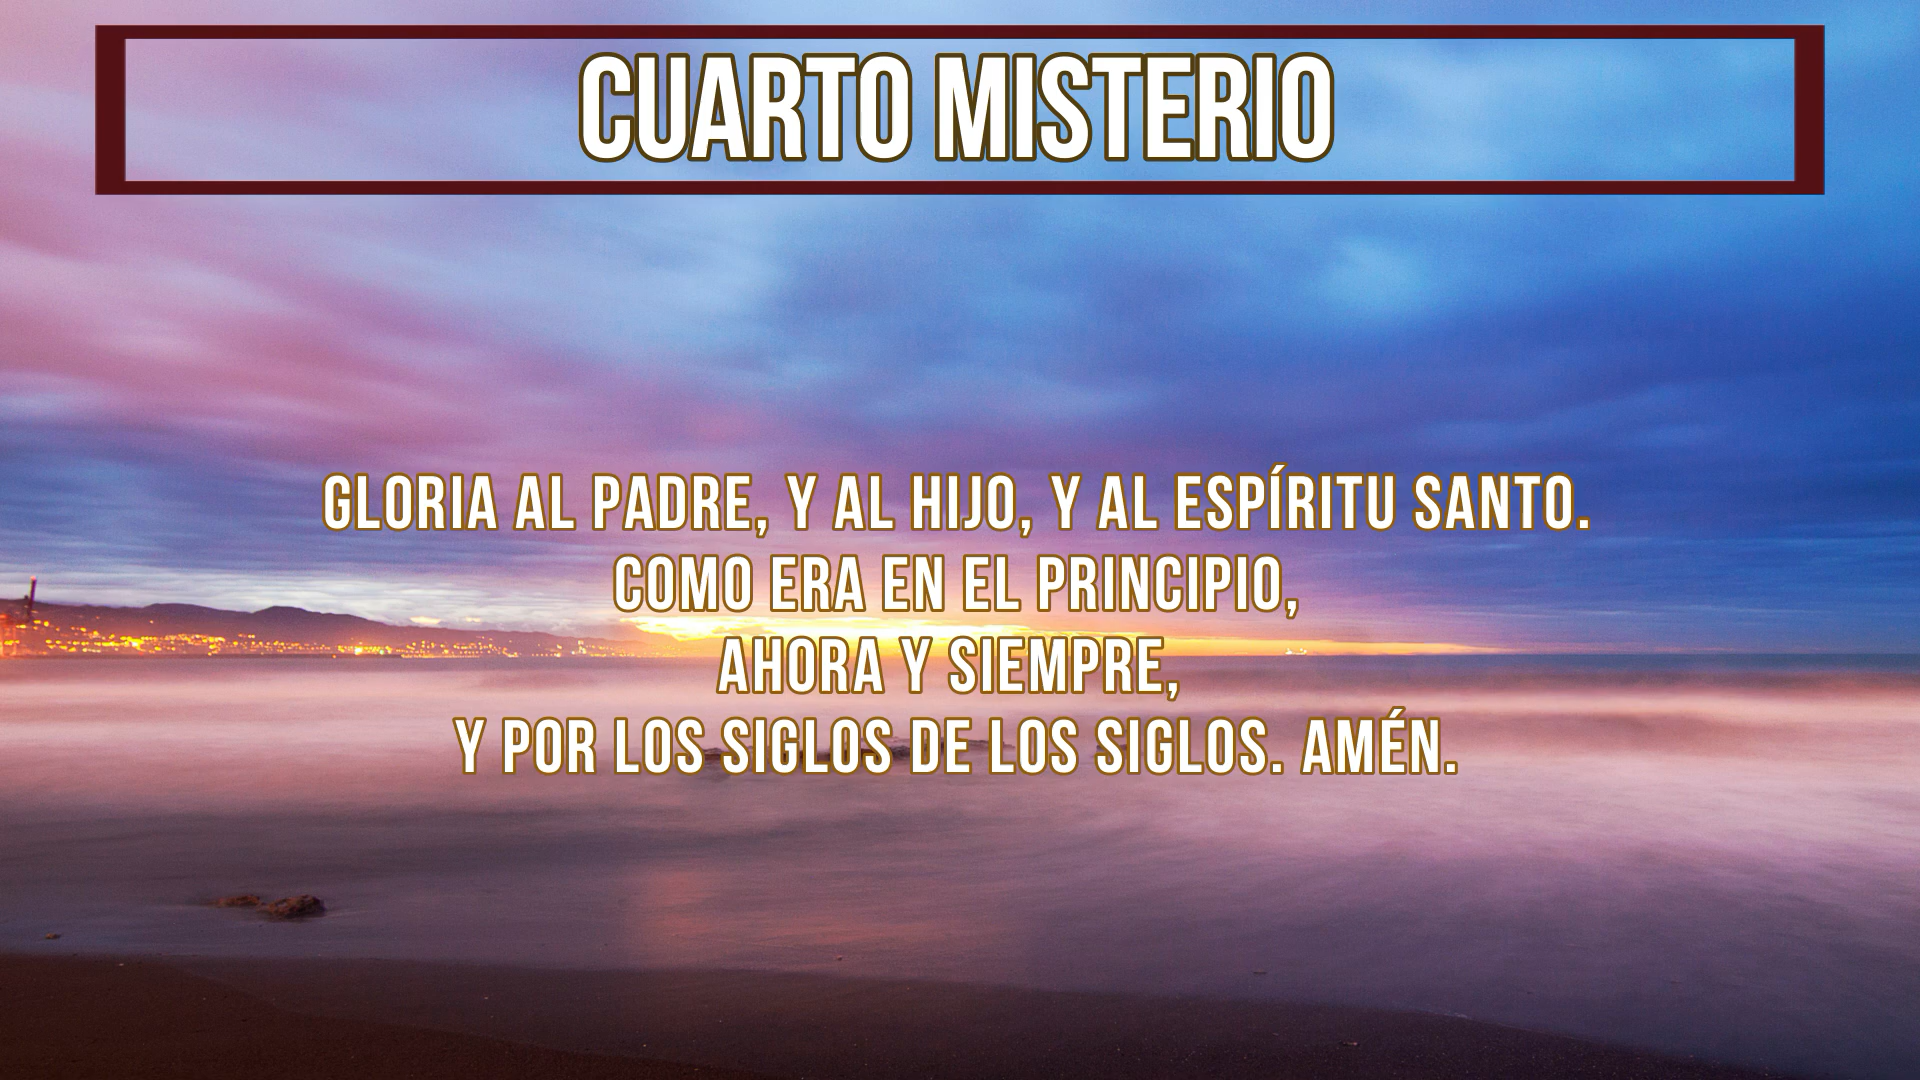 CUARTO MISTERIO
GLORIA AL PADRE, Y AL HIJO, Y AL ESPÍRITU SANTO.
COMO ERA EN EL PRINCIPIO,
AHORA Y SIEMPRE,
Y POR LOS SIGLOS DE LOS SIGLOS. AMÉN.